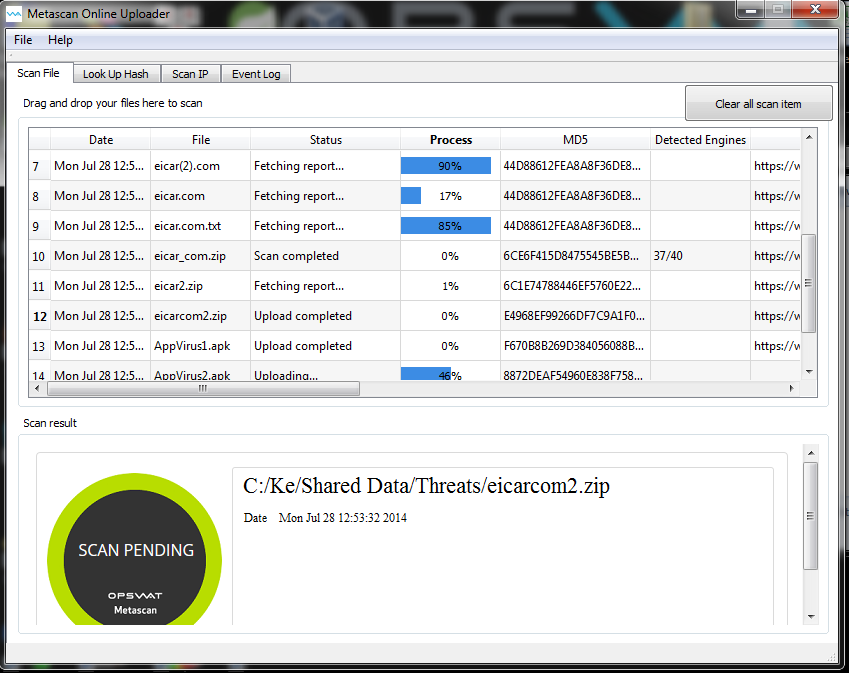 Metascan Online Uploader
File Help
Scan File Look Up Hash Scan IP Event Log
Drag and drop your files here to scan
Clear all scan item
Date File Status Process MD5 Detected Engines
7 Mon Jul 28 12:5... eicar(2).com Fetching report... 90% 44D88612FEA8A8F36DE8... https://w
8 Mon Jul 28 12:5... eicar.com Fetching report... 17% 44D88612FEA8A8F36DE8... https://w
9 Mon Jul 28 12:5... eicar.com.txt Fetching report... 85% 44D88612FEA8A8F36DE8... https://w
10 Mon Jul 28 12:5... eicar_com.zip Scan completed 0% 6CE6F415D8475545BE5B... 37/40 https://w
11 Mon Jul 28 12:5... eicar2.zip Fetching report... 1% 6C1E74788446EF5760E22... https://w
12 Mon Jul 28 12:5... eicarcom2.zip Upload completed 0% E4968EF99266DF7C9A1F0... https://w
13 Mon Jul 28 12:5... AppVirus1.apk Upload completed 0% F670B8B269D384056088B... https://w
14 Mon Jul 28 12:5... AppVirus2.apk Uploading... 46% 8872DEAF54960E838F758...
Scan result
SCAN PENDING
OPSWAT
Metascan
C:/Ke/Shared Data/Threats/eicarcom2.zip
Date Mon Jul 28 12:53:32 2014